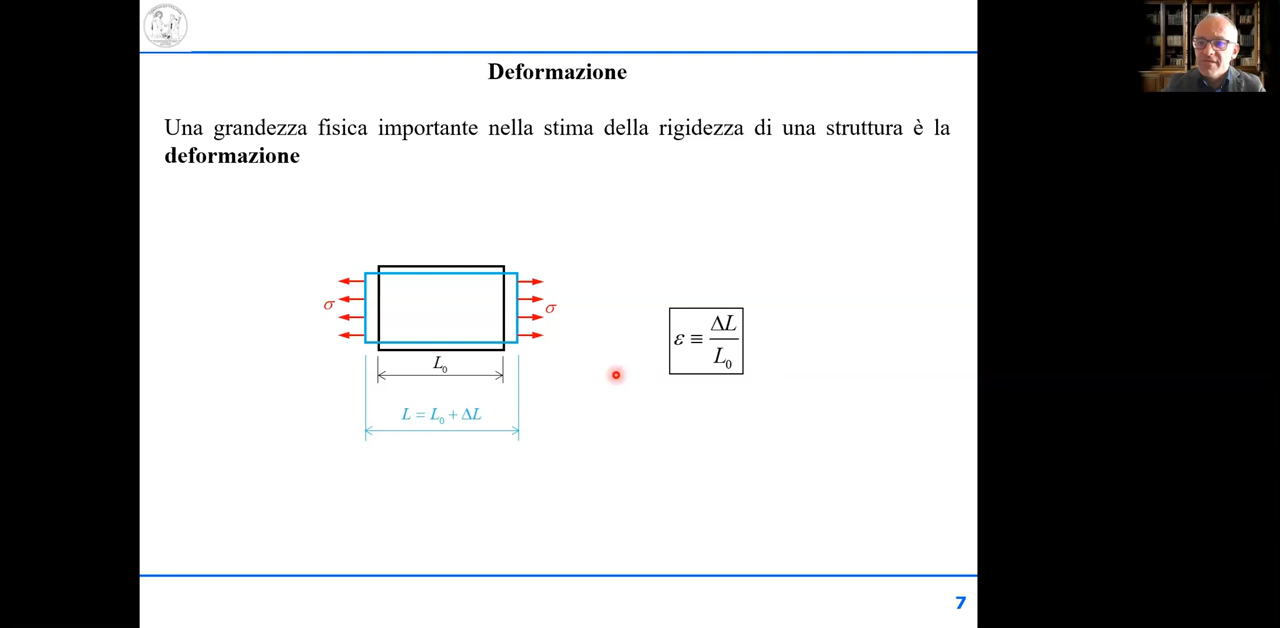 Deformazione
Una grandezza fisica importante nella stima della rigidezza di una struttura è la
deformazione
σ
σ
L₀
L = L₀ + ΔL
ε ≡ ΔL / L₀
7